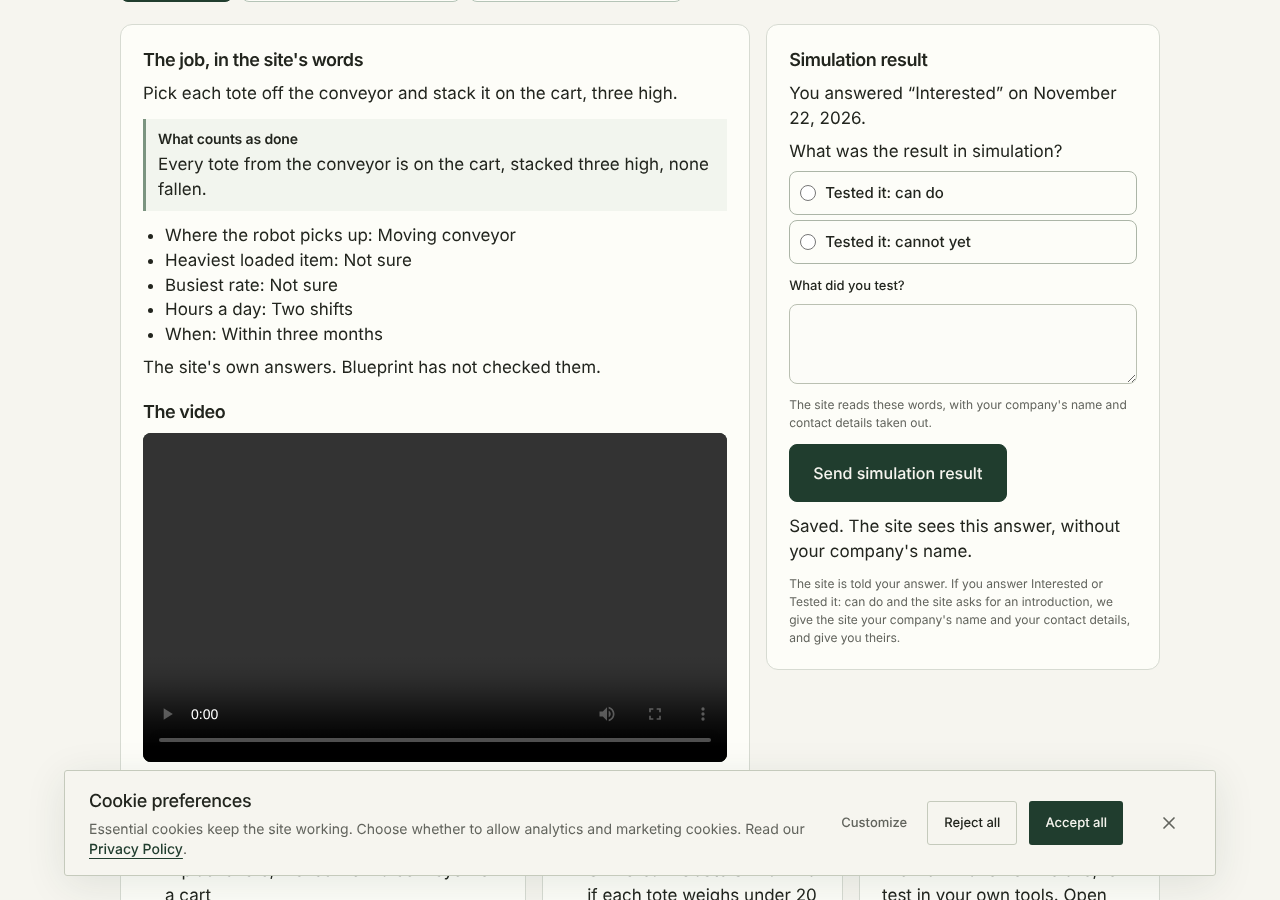 The job, in the site's words
Pick each tote off the conveyor and stack it on the cart, three high.
What counts as done
Every tote from the conveyor is on the cart, stacked three high, none
fallen.
Where the robot picks up: Moving conveyor
Heaviest loaded item: Not sure
Busiest rate: Not sure
Hours a day: Two shifts
When: Within three months
The site's own answers. Blueprint has not checked them.
The video
0:00
Simulation result
You answered “Interested” on November
22, 2026.
What was the result in simulation?
Tested it: can do
Tested it: cannot yet
What did you test?
The site reads these words, with your company's name and
contact details taken out.
Send simulation result
Saved. The site sees this answer, without
your company's name.
The site is told your answer. If you answer Interested or
Tested it: can do and the site asks for an introduction, we
give the site your company's name and your contact details,
and give you theirs.
Cookie preferences
Essential cookies keep the site working. Choose whether to allow analytics and marketing cookies. Read our
Privacy Policy.
Customize
Reject all
Accept all
a cart
if each tote weighs under 20
test in your own tools. Open